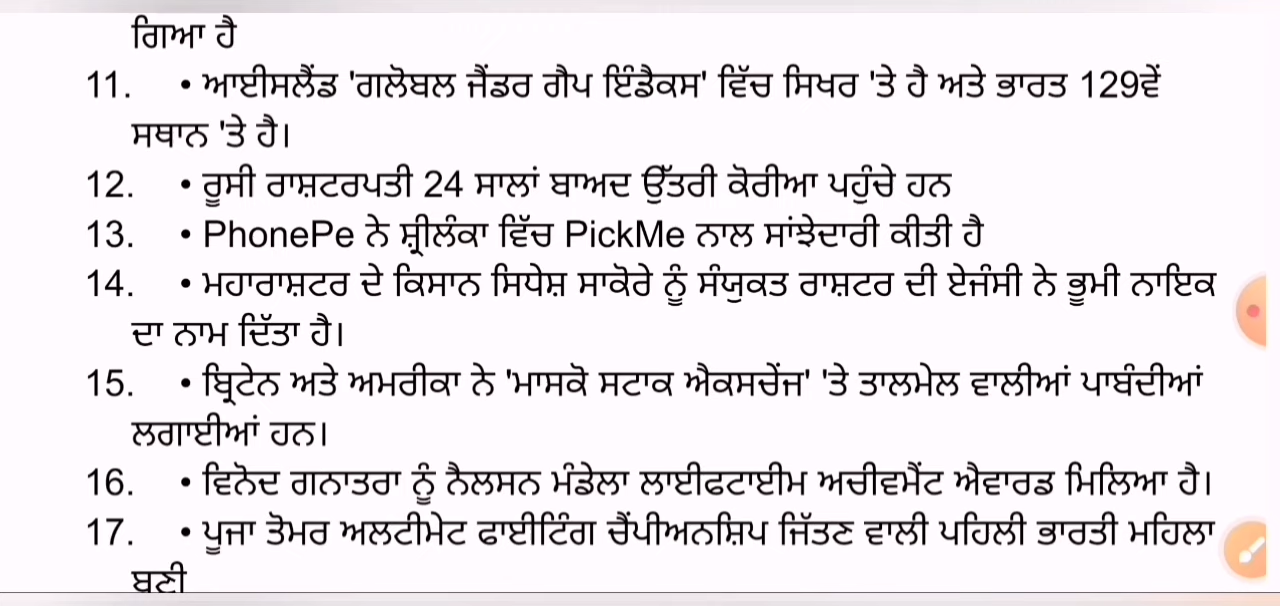 ਗਿਆ ਹੈ
11. • ਆਈਸਲੈਂਡ 'ਗਲੋਬਲ ਜੈਂਡਰ ਗੈਪ ਇੰਡੈਕਸ' ਵਿੱਚ ਸਿਖਰ 'ਤੇ ਹੈ ਅਤੇ ਭਾਰਤ 129ਵੇਂ
ਸਥਾਨ 'ਤੇ ਹੈ।
12. • ਰੂਸੀ ਰਾਸ਼ਟਰਪਤੀ 24 ਸਾਲਾਂ ਬਾਅਦ ਉੱਤਰੀ ਕੋਰੀਆ ਪਹੁੰਚੇ ਹਨ
13. • PhonePe ਨੇ ਸ਼੍ਰੀਲੰਕਾ ਵਿੱਚ PickMe ਨਾਲ ਸਾਂਝੇਦਾਰੀ ਕੀਤੀ ਹੈ
14. • ਮਹਾਰਾਸ਼ਟਰ ਦੇ ਕਿਸਾਨ ਸਿਧੇਸ਼ ਸਾਕੋਰੇ ਨੂੰ ਸੰਯੁਕਤ ਰਾਸ਼ਟਰ ਦੀ ਏਜੰਸੀ ਨੇ ਭੂਮੀ ਨਾਇਕ
ਦਾ ਨਾਮ ਦਿੱਤਾ ਹੈ।
15. • ਬ੍ਰਿਟੇਨ ਅਤੇ ਅਮਰੀਕਾ ਨੇ 'ਮਾਸਕੋ ਸਟਾਕ ਐਕਸਚੇਂਜ' 'ਤੇ ਤਾਲਮੇਲ ਵਾਲੀਆਂ ਪਾਬੰਦੀਆਂ
ਲਗਾਈਆਂ ਹਨ।
16. • ਵਿਨੋਦ ਗਨਾਤਰਾ ਨੂੰ ਨੈਲਸਨ ਮੰਡੇਲਾ ਲਾਈਫਟਾਈਮ ਅਚੀਵਮੈਂਟ ਐਵਾਰਡ ਮਿਲਿਆ ਹੈ।
17. • ਪੂਜਾ ਤੋਮਰ ਅਲਟੀਮੇਟ ਫਾਈਟਿੰਗ ਚੈਂਪੀਅਨਸ਼ਿਪ ਜਿੱਤਣ ਵਾਲੀ ਪਹਿਲੀ ਭਾਰਤੀ ਮਹਿਲਾ
ਬਣੀ